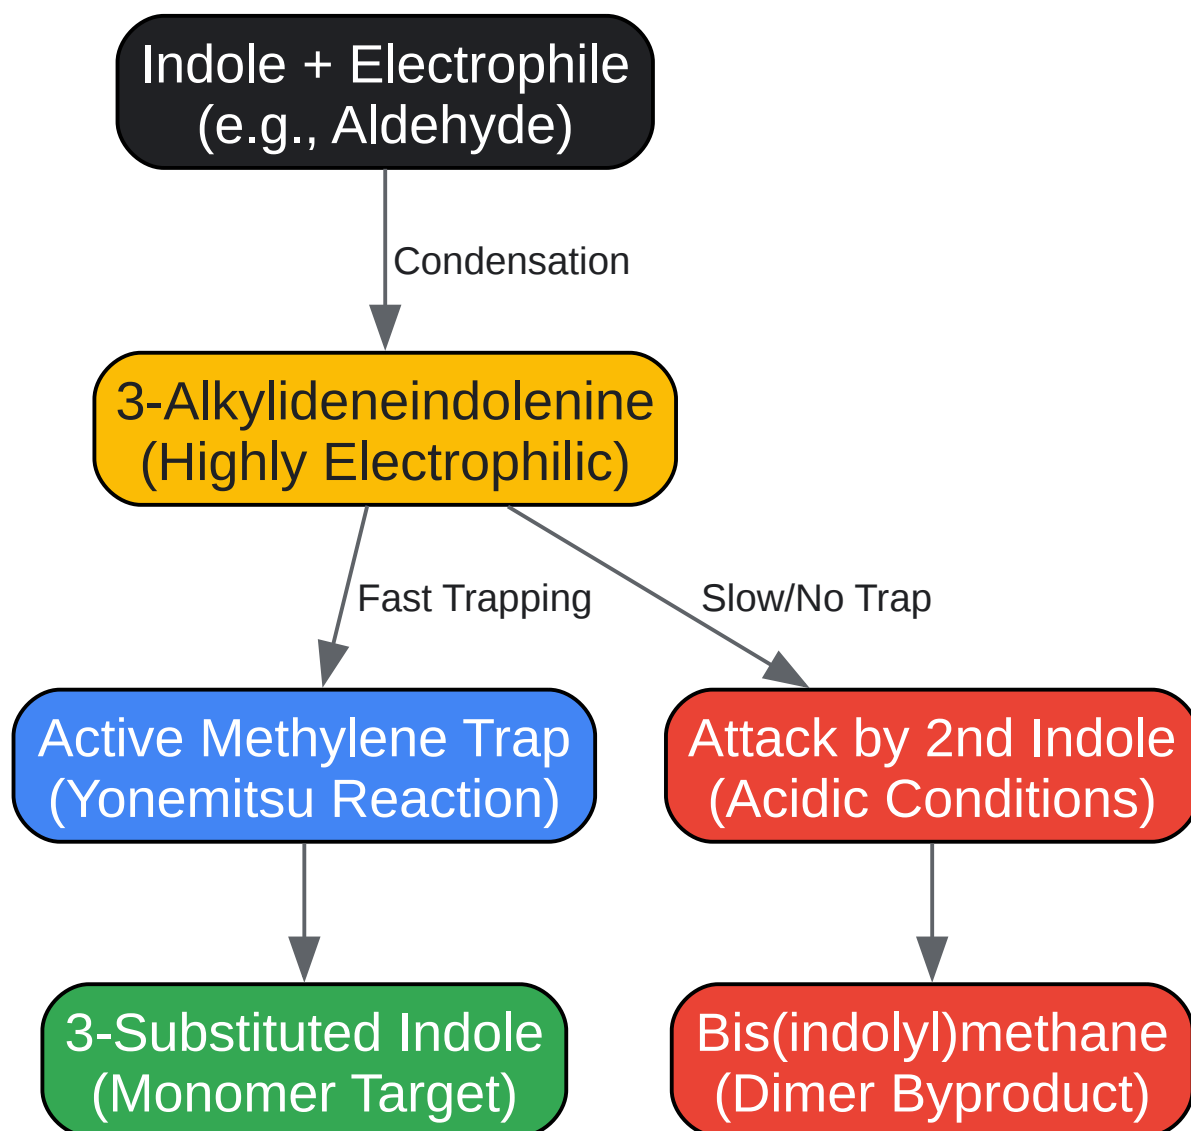 Indole + Electrophile
(e.g., Aldehyde)
Condensation
3-Alkylideneindolenine
(Highly Electrophilic)
Fast Trapping
Slow/No Trap
Active Methylene Trap
(Yonemitsu Reaction)
Attack by 2nd Indole
(Acidic Conditions)
3-Substituted Indole
(Monomer Target)
Bis(indolyl)methane
(Dimer Byproduct)